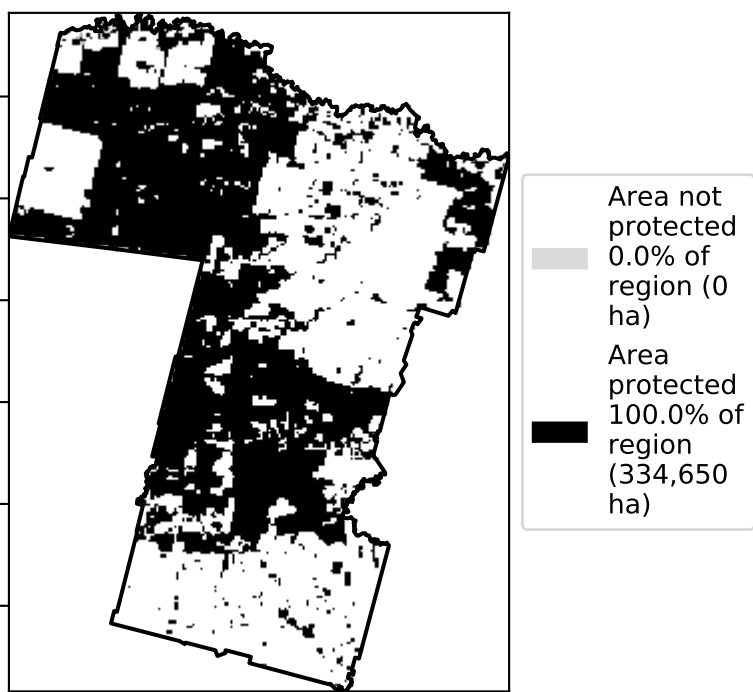 Area not
protected
0.0% of
region (0
ha)
Area
protected
100.0% of
region
(334,650
ha)